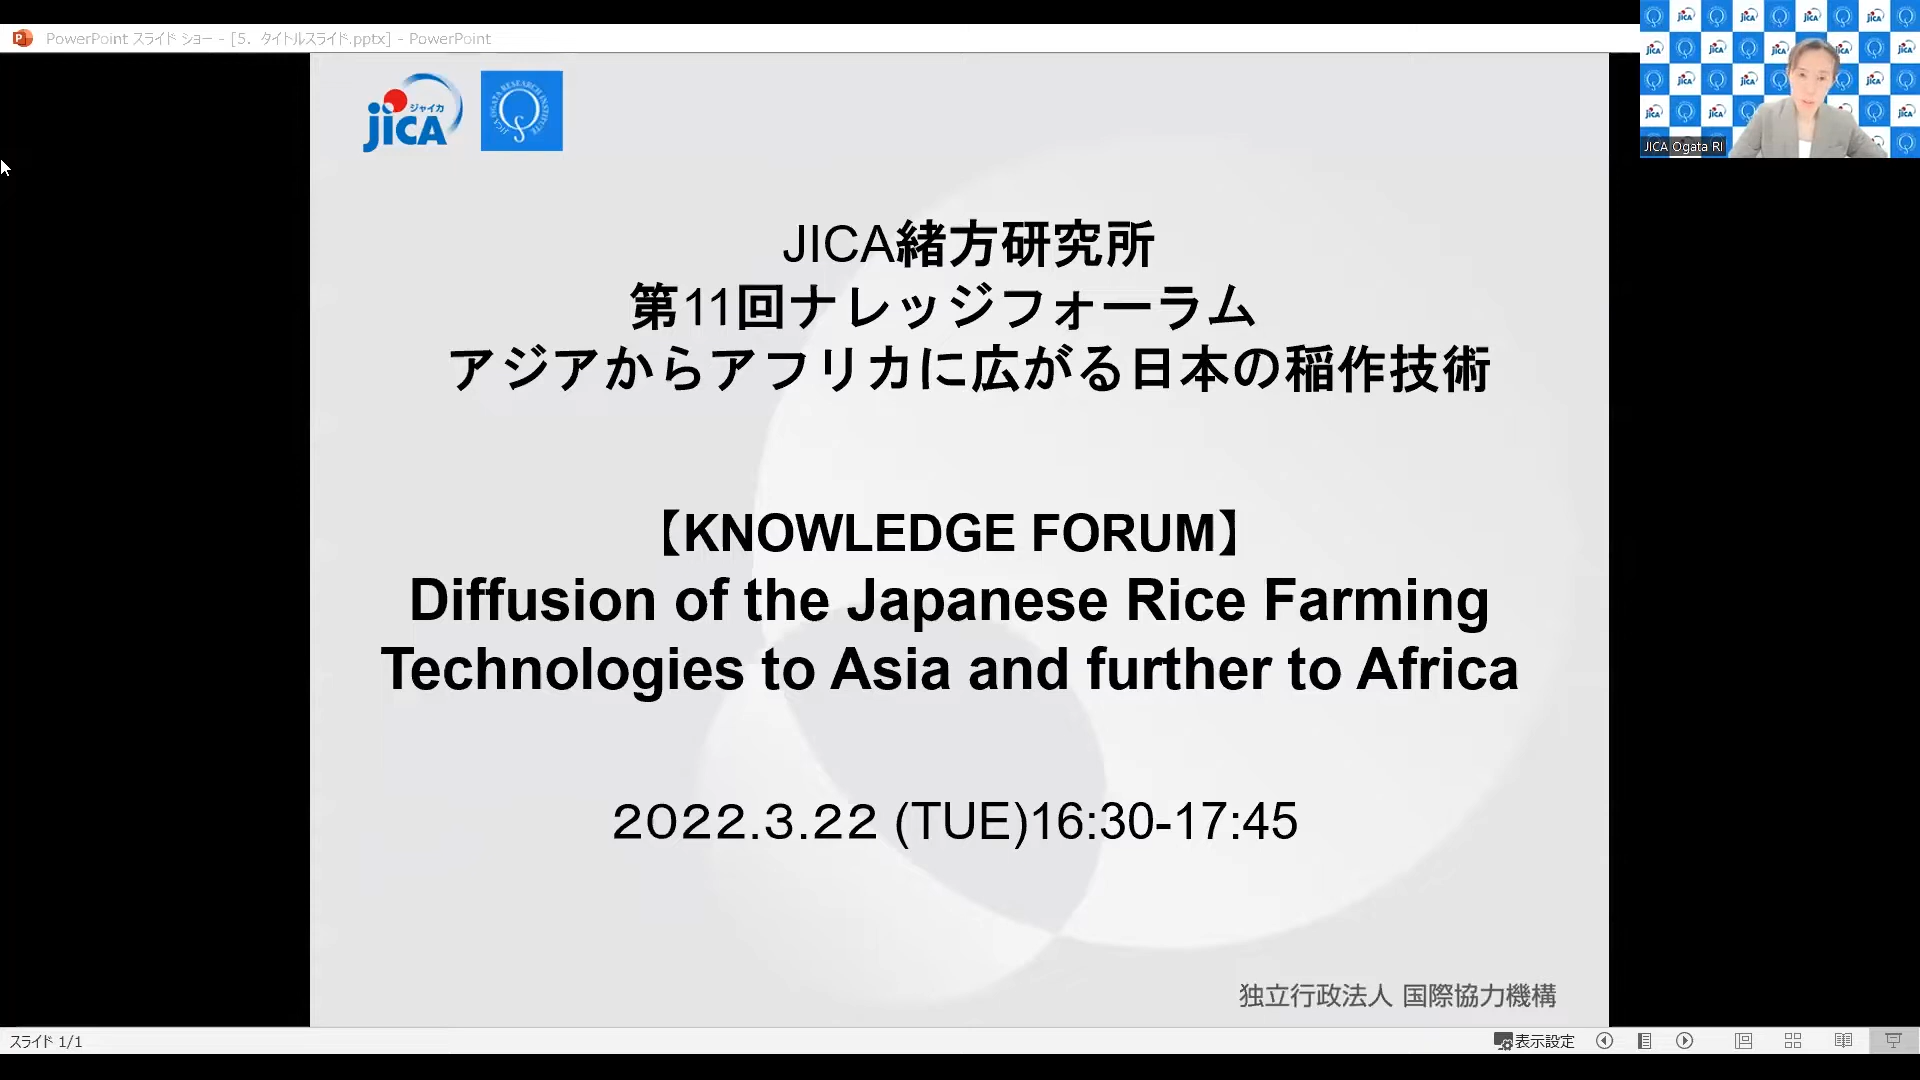 PowerPoint スライド ショー - [5．タイトルスライド.pptx] - PowerPoint
JICA ジャイカ
JICA OGATA RESEARCH INSTITUTE
JICA Ogata RI
JICA緒方研究所
第11回ナレッジフォーラム
アジアからアフリカに広がる日本の稲作技術
【KNOWLEDGE FORUM】
Diffusion of the Japanese Rice Farming
Technologies to Asia and further to Africa
２０２２.３.２２ (TUE)16:30-17:45
独立行政法人 国際協力機構
スライド 1/1
表示設定